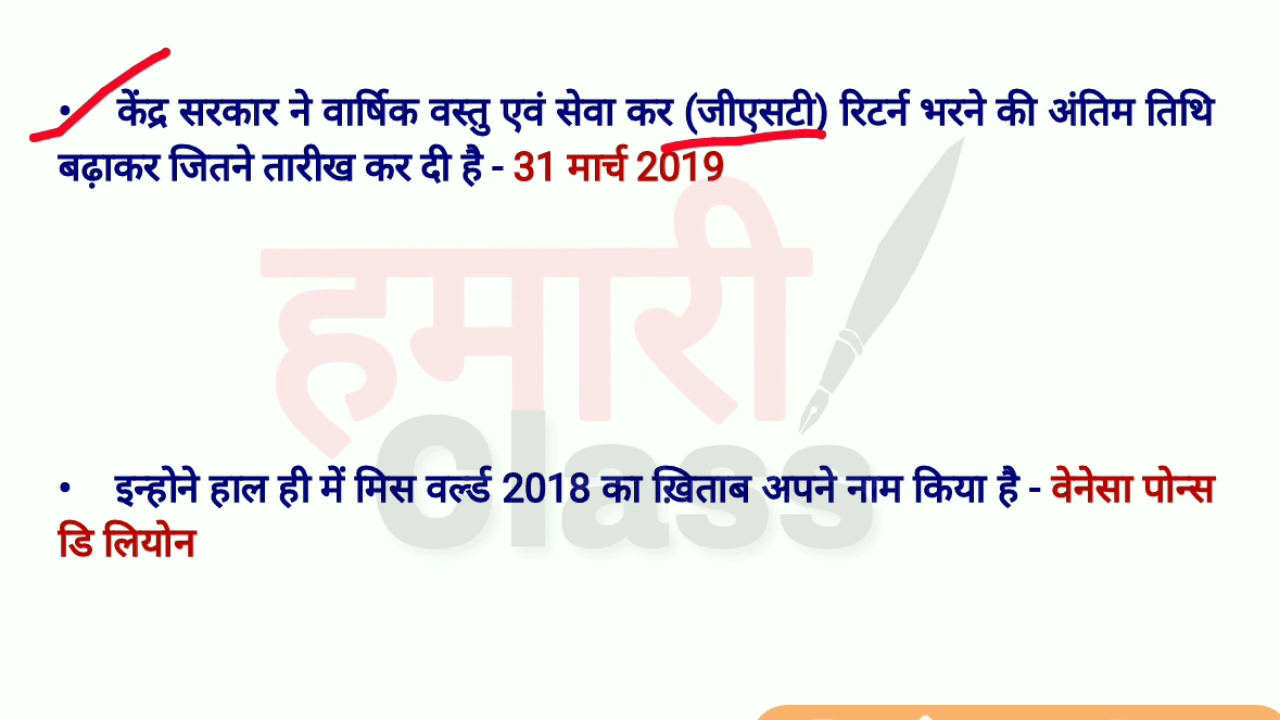 • केंद्र सरकार ने वार्षिक वस्तु एवं सेवा कर (जीएसटी) रिटर्न भरने की अंतिम तिथि
बढ़ाकर जितने तारीख कर दी है - 31 मार्च 2019
हमारी
Class
• इन्होने हाल ही में मिस वर्ल्ड 2018 का ख़िताब अपने नाम किया है - वेनेसा पोन्स
डि लियोन